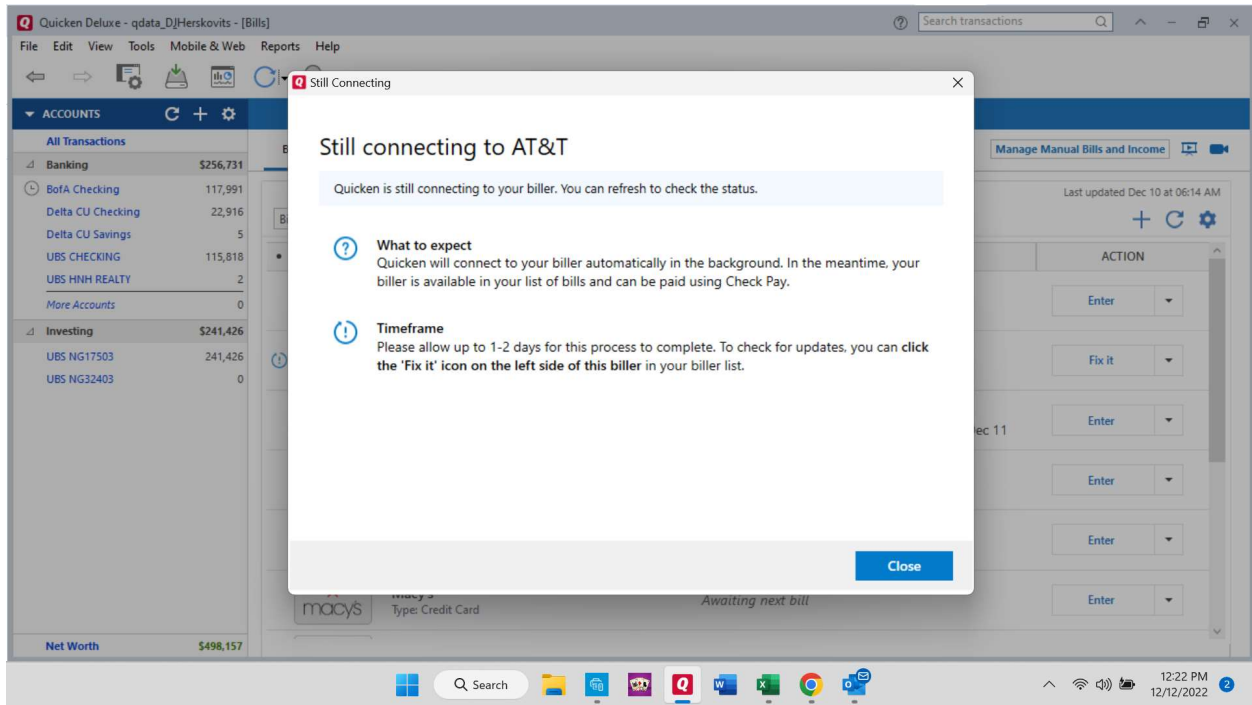 Quicken Deluxe - qdata_DJHerskovits - [Bills]
Search transactions
File Edit View Tools Mobile & Web Reports Help
Still Connecting
ACCOUNTS
All Transactions
Banking $256,731
BofA Checking 117,991
Delta CU Checking 22,916
Delta CU Savings 5
UBS CHECKING 115,818
UBS HNH REALTY 2
More Accounts 0
Investing $241,426
UBS NG17503 241,426
UBS NG32403 0
Net Worth $498,157
Still connecting to AT&T
Quicken is still connecting to your biller. You can refresh to check the status.
What to expect
Quicken will connect to your biller automatically in the background. In the meantime, your
biller is available in your list of bills and can be paid using Check Pay.
Timeframe
Please allow up to 1-2 days for this process to complete. To check for updates, you can click
the 'Fix it' icon on the left side of this biller in your biller list.
Close
Manage Manual Bills and Income
Last updated Dec 10 at 06:14 AM
ACTION
Enter
Fix it
Enter
11
Enter
Enter
macy's
Macy's
Type: Credit Card
Awaiting next bill
Enter
Search
12:22 PM
12/12/2022
2